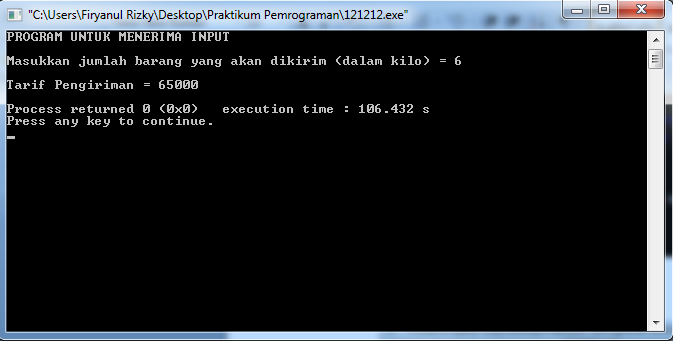 "C:\Users\Firyanul Rizky\Desktop\Praktikum Pemrograman\121212.exe"
PROGRAM UNTUK MENERIMA INPUT
Masukkan jumlah barang yang akan dikirim (dalam kilo) = 6
Tarif Pengiriman = 65000
Process returned 0 (0x0)   execution time : 106.432 s
Press any key to continue.